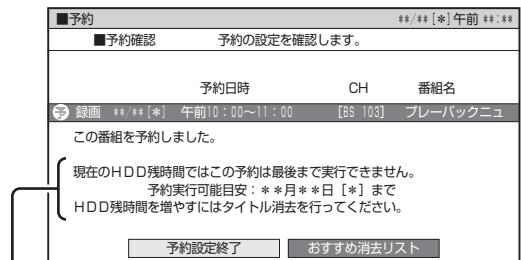 ■予約 **/**[*]午前**:**
■予約確認 予約の設定を確認します。
予約日時 CH 番組名
予 録画 **/**[*] 午前10:00〜11:00 [BS 103] プレーバックニュ
この番組を予約しました。
現在のHDD残時間ではこの予約は最後まで実行できません。
予約実行可能目安:**月**日[*]まで
HDD残時間を増やすにはタイトル消去を行ってください。
予約設定終了 おすすめ消去リスト